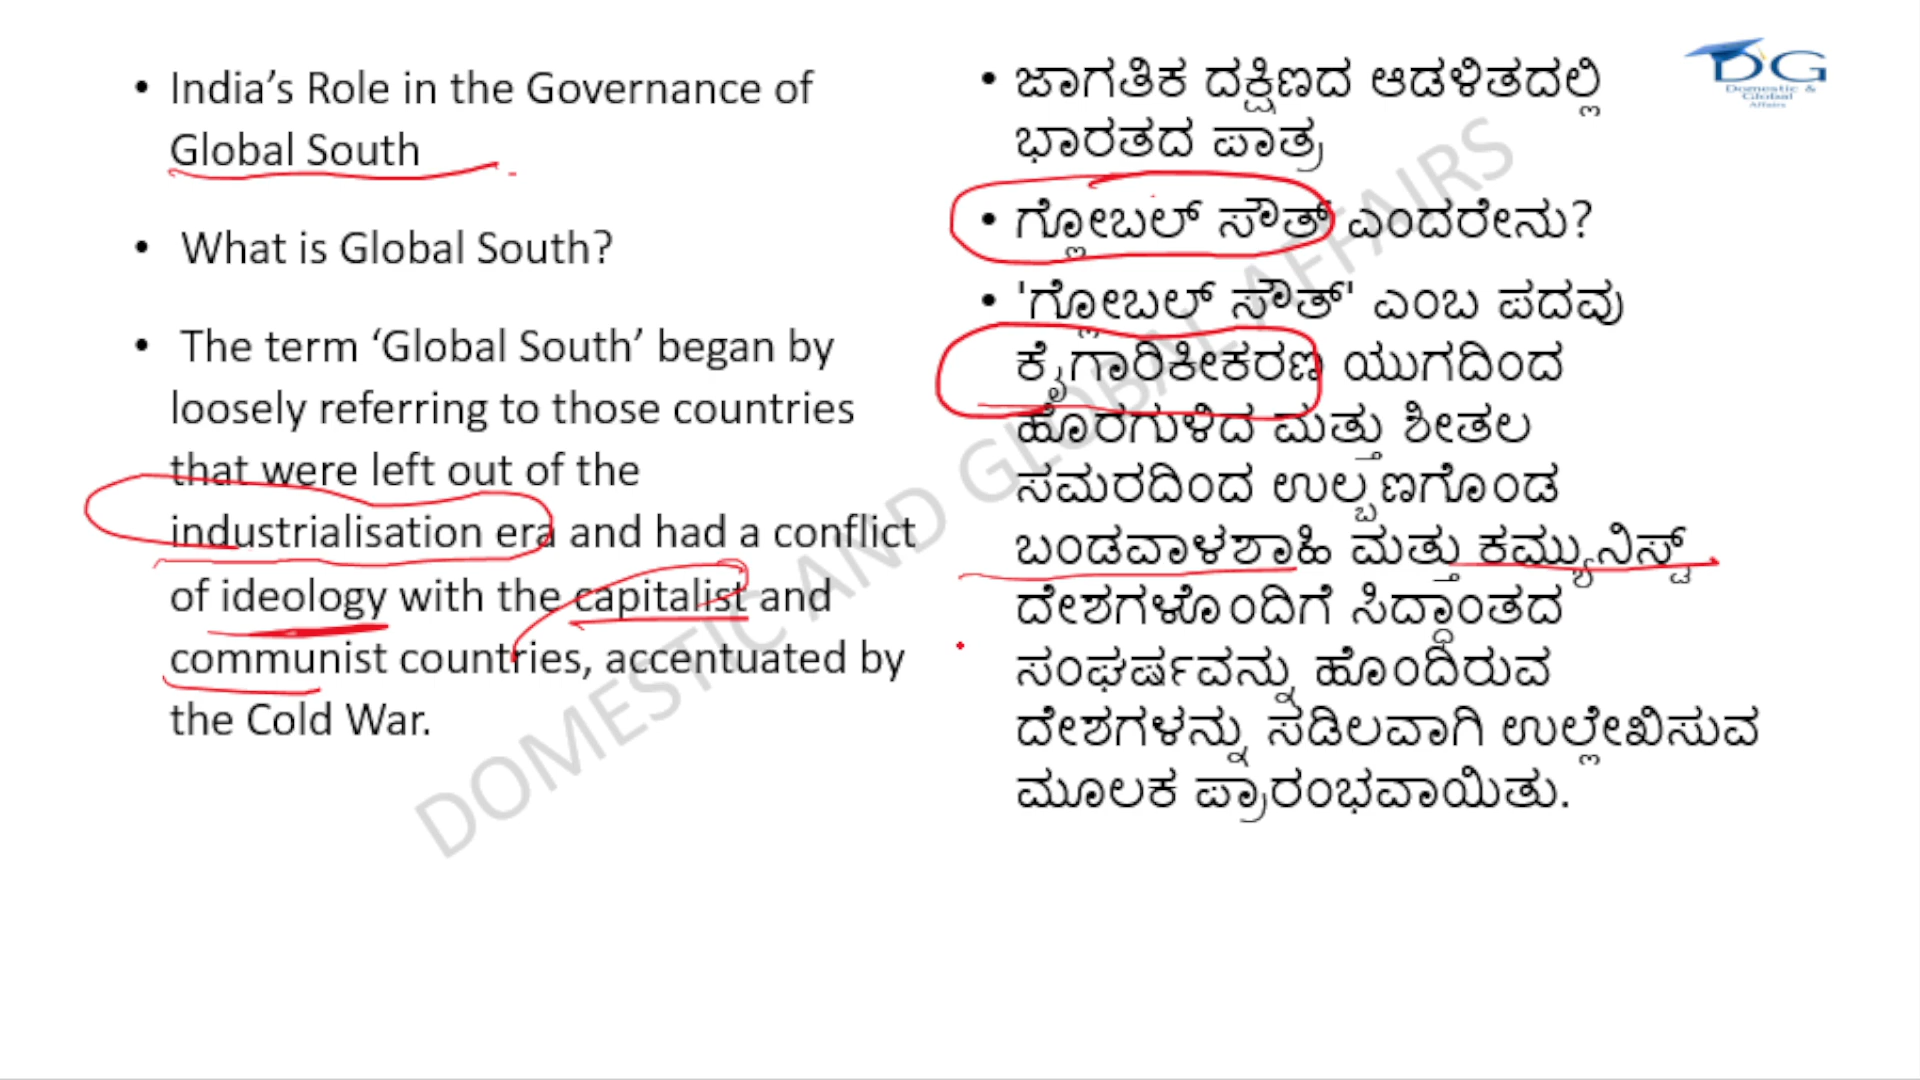 • India’s Role in the Governance of
Global South
• What is Global South?
• The term ‘Global South’ began by
loosely referring to those countries
that were left out of the
industrialisation era and had a conflict
of ideology with the capitalist and
communist countries, accentuated by
the Cold War.
• ಜಾಗತಿಕ ದಕ್ಷಿಣದ ಆಡಳಿತದಲ್ಲಿ
ಭಾರತದ ಪಾತ್ರ
• ಗ್ಲೋಬಲ್ ಸೌತ್ ಎಂದರೇನು?
• 'ಗ್ಲೋಬಲ್ ಸೌತ್' ಎಂಬ ಪದವು
ಕೈಗಾರಿಕೀಕರಣ ಯುಗದಿಂದ
ಹೊರಗುಳಿದ ಮತ್ತು ಶೀತಲ
ಸಮರದಿಂದ ಉಲ್ಬಣಗೊಂಡ
ಬಂಡವಾಳಶಾಹಿ ಮತ್ತು ಕಮ್ಯುನಿಸ್ಟ್
ದೇಶಗಳೊಂದಿಗೆ ಸಿದ್ಧಾಂತದ
ಸಂಘರ್ಷವನ್ನು ಹೊಂದಿರುವ
ದೇಶಗಳನ್ನು ಸಡಿಲವಾಗಿ ಉಲ್ಲೇಖಿಸುವ
ಮೂಲಕ ಪ್ರಾರಂಭವಾಯಿತು.
DG
Domestic &
Global
Affairs
DOMESTIC AND GLOBAL AFFAIRS